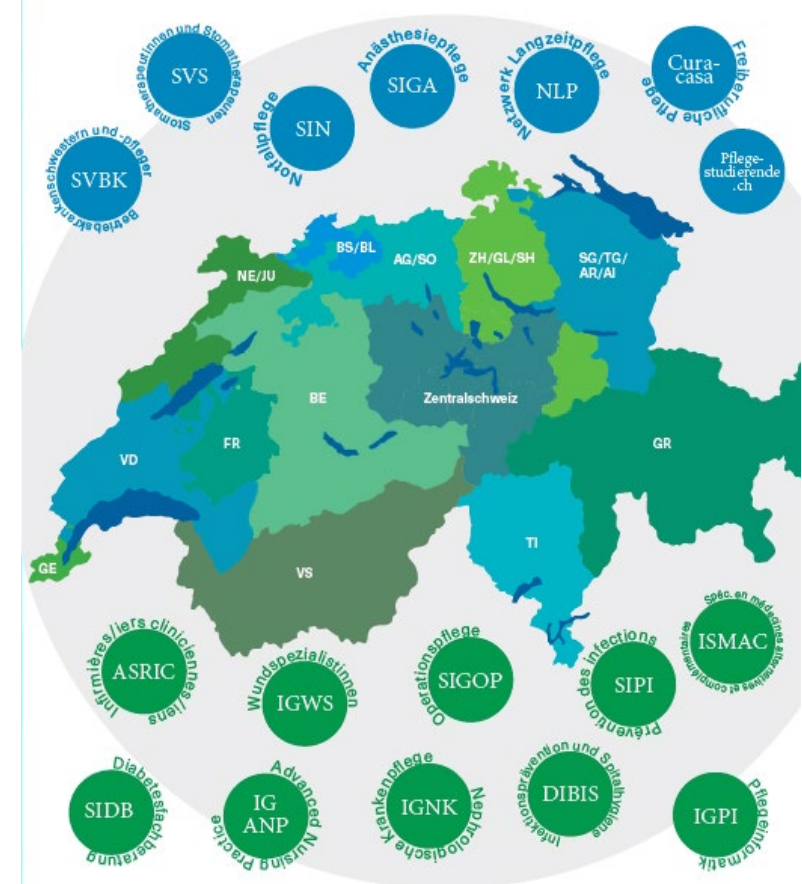 SVS
Stomatherapeutinnen und Stomatherapeuten
SIGA
Anästhesiepflege
NLP
Netzwerk Langzeitpflege
Cura-
casa
Freiberufliche Pflege
SIN
Notfallpflege
SVBK
Betriebskrankenschwestern und -pfleger
Pflege-
studierende
.ch
BS/BL
AG/SO
ZH/GL/SH
SG/TG/
AR/AI
NE/JU
BE
Zentralschweiz
FR
VD
GR
GE
VS
TI
ASRIC
Infirmières/iers cliniciennes/iens
IGWS
Wundspezialistinnen
SIGOP
Operationspflege
SIPI
Prévention des infections
ISMAC
Spéc. en médecines alternatives et complémentaires
SIDB
Diabetesfachberatung
IG
ANP
Advanced Nursing Practice
IGNK
Nephrologische Krankenpflege
DIBIS
Infektionsprävention und Spitalhygiene
IGPI
Pflegeinformatik